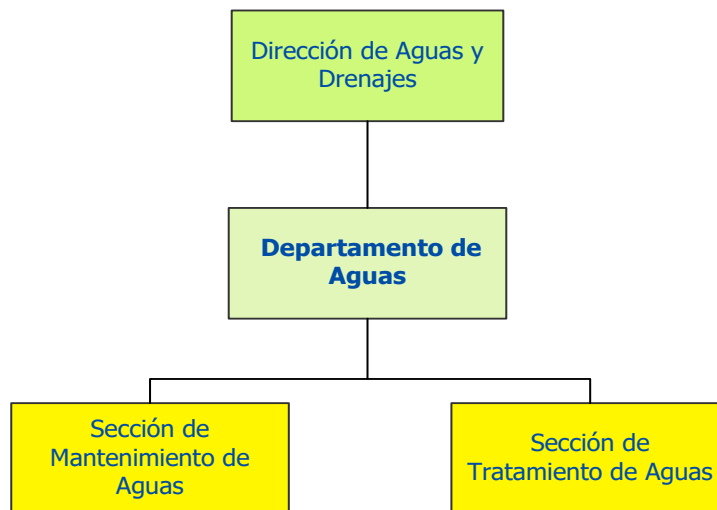 Dirección de Aguas y
Drenajes
Departamento de
Aguas
Sección de
Mantenimiento de
Aguas
Sección de
Tratamiento de Aguas